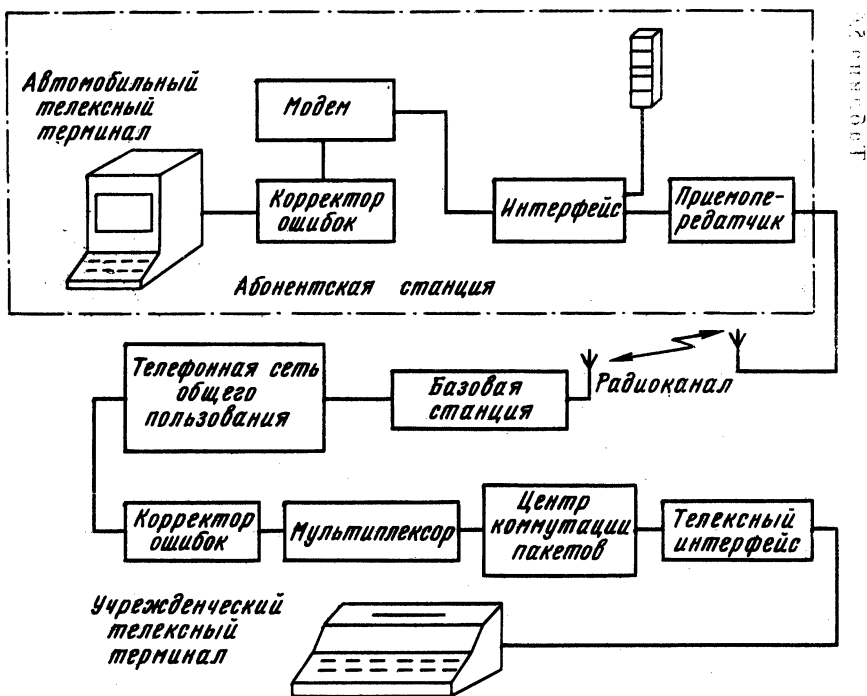 Автомобильный
телексный
терминал
Модем
Корректор
ошибок
Интерфейс
Приемопе-
редатчик
Абонентская станция
Телефонная сеть
общего
пользования
Базовая
станция
Радиоканал
Корректор
ошибок
Мультиплексор
Центр
коммутации
пакетов
Телексный
интерфейс
Учрежденческий
телексный
терминал